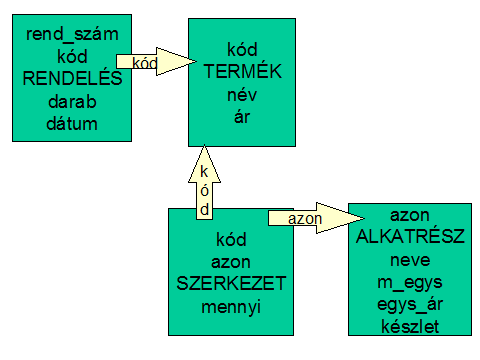 rend_szám
kód
RENDELÉS
darab
dátum
kód
kód
TERMÉK
név
ár
kód
kód
azon
SZERKEZET
mennyi
azon
azon
ALKATRÉSZ
neve
m_egys
egys_ár
készlet